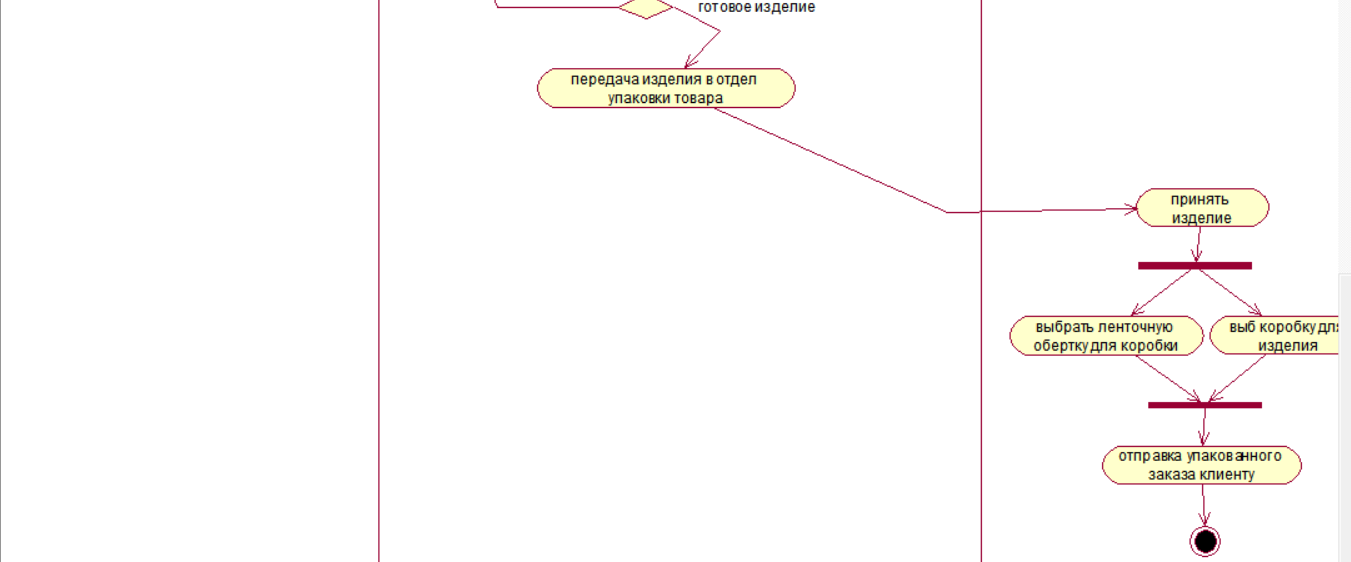 готовое изделие
передача изделия в отдел
упаковки товара
принять
изделие
выбрать ленточную
обертку для коробки
выб коробку для
изделия
отправка упакованного
заказа клиенту